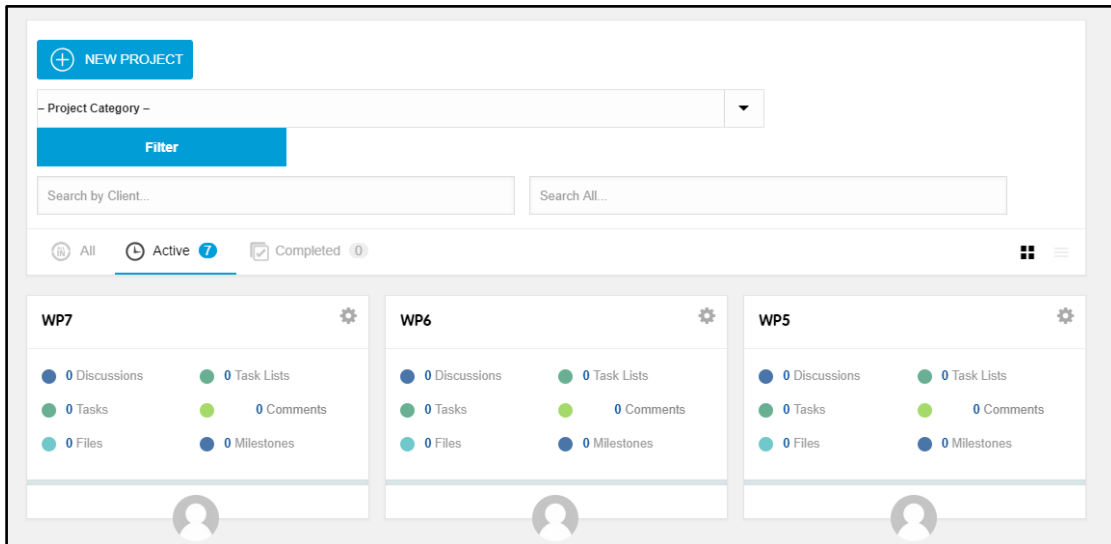 NEW PROJECT
– Project Category –
Filter
Search by Client... Search All...
All Active 7 Completed 0
WP7 WP6 WP5
0 Discussions 0 Task Lists 0 Discussions 0 Task Lists 0 Discussions 0 Task Lists
0 Tasks 0 Comments 0 Tasks 0 Comments 0 Tasks 0 Comments
0 Files 0 Milestones 0 Files 0 Milestones 0 Files 0 Milestones